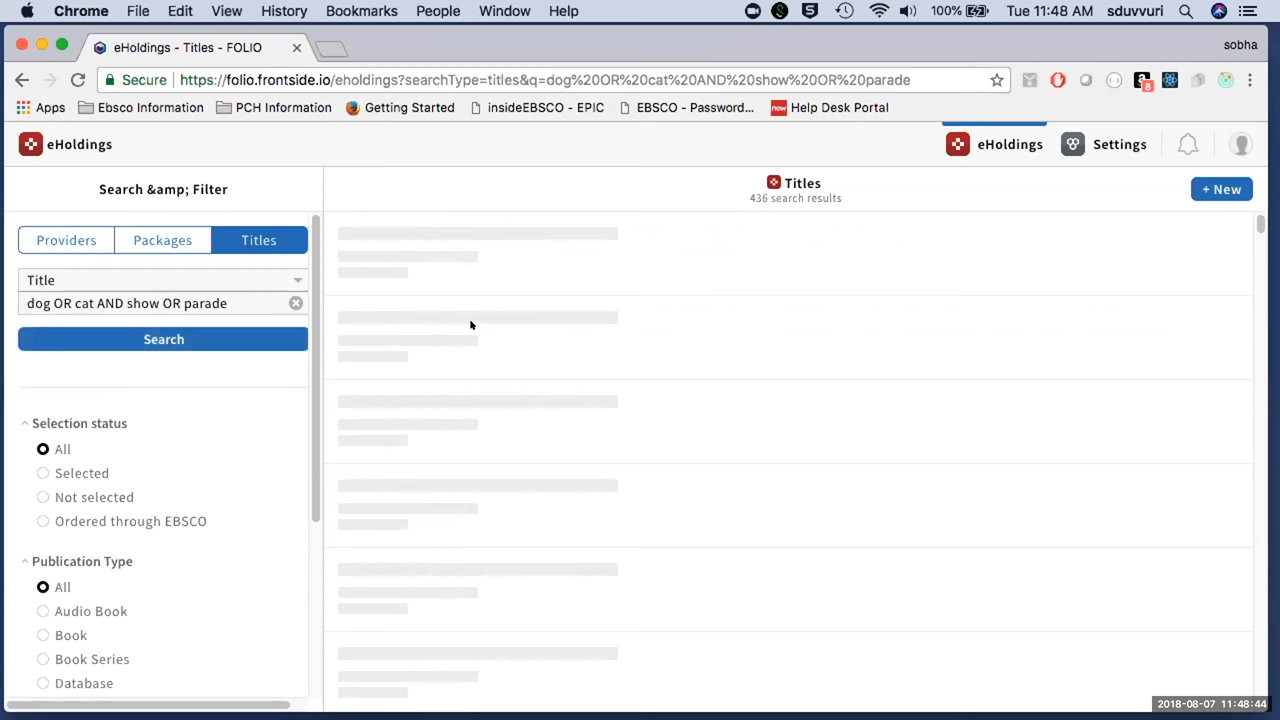 Chrome File Edit View History Bookmarks People Window Help 100% Tue 11:48 AM sduvvuri
eHoldings - Titles - FOLIO
sobha
Secure https://folio.frontside.io/eholdings?searchType=titles&q=dog%20OR%20cat%20AND%20show%20OR%20parade
8
Apps Ebsco Information PCH Information Getting Started insideEBSCO - EPIC EBSCO - Password... now Help Desk Portal
eHoldings
eHoldings Settings
Search &amp; Filter
Titles
436 search results
+ New
Providers Packages Titles
Title
dog OR cat AND show OR parade
Search
Selection status
All
Selected
Not selected
Ordered through EBSCO
Publication Type
All
Audio Book
Book
Book Series
Database
2018-08-07 11:48:44